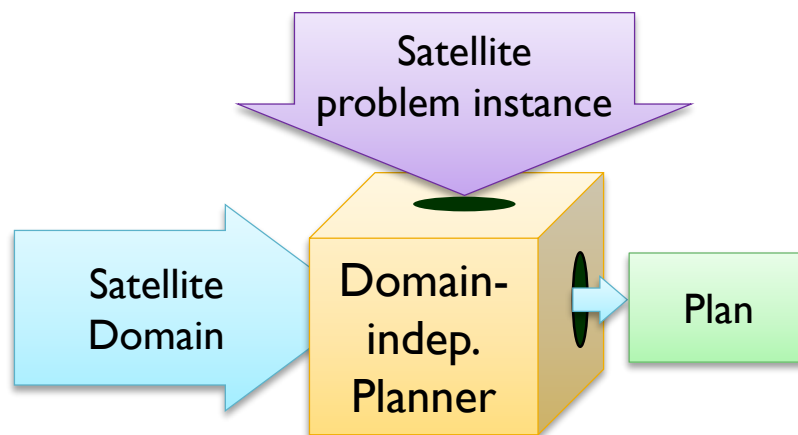 Satellite
problem instance
Satellite
Domain
Domain-
indep.
Planner
Plan